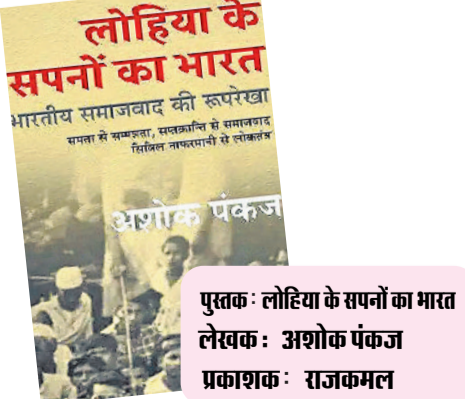 लोहिया के
सपनों का भारत
भारतीय समाजवाद की रूपरेखा
समता से सम्पन्नता, सप्तक्रान्ति से समाजवाद
सिविल नाफरमानी से लोकतंत्र
अशोक पंकज
पुस्तक : लोहिया के सपनों का भारत
लेखक : अशोक पंकज
प्रकाशक : राजकमल